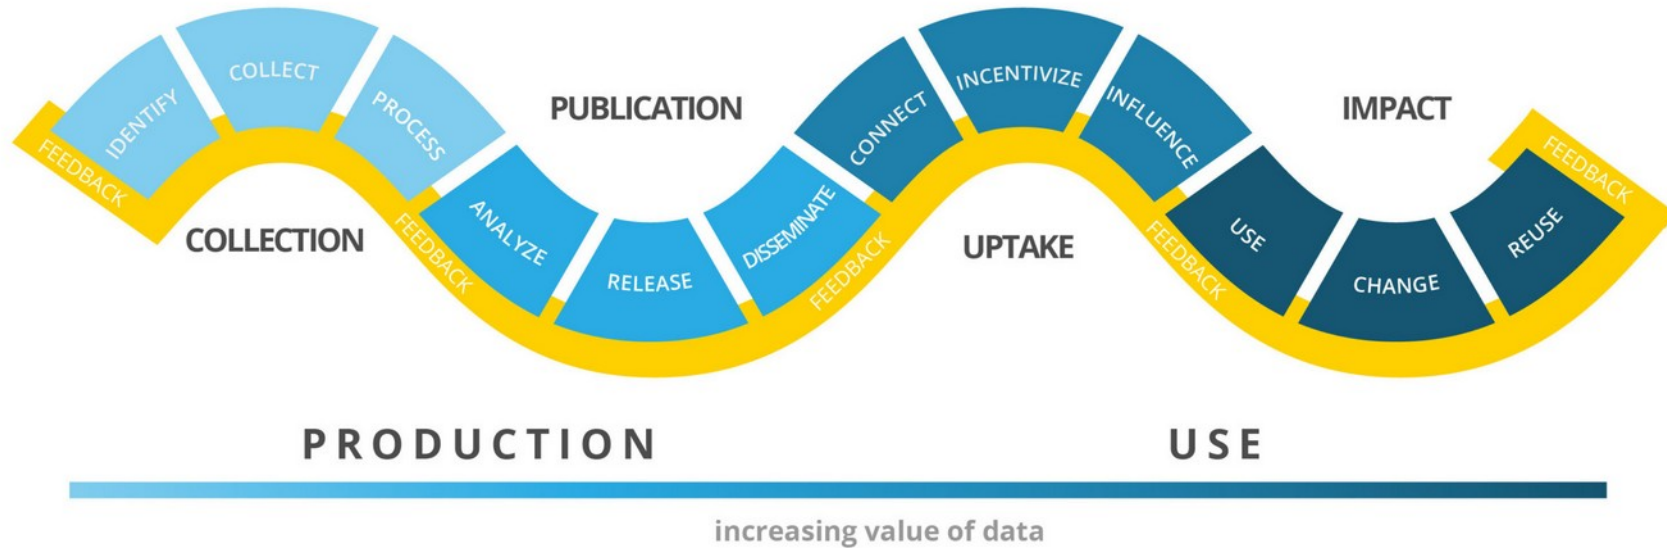 FEEDBACK
IDENTIFY
COLLECT
PROCESS
COLLECTION
FEEDBACK
PUBLICATION
ANALYZE
RELEASE
DISSEMINATE
FEEDBACK
CONNECT
INCENTIVIZE
INFLUENCE
UPTAKE
FEEDBACK
IMPACT
USE
CHANGE
REUSE
FEEDBACK
PRODUCTION
USE
increasing value of data